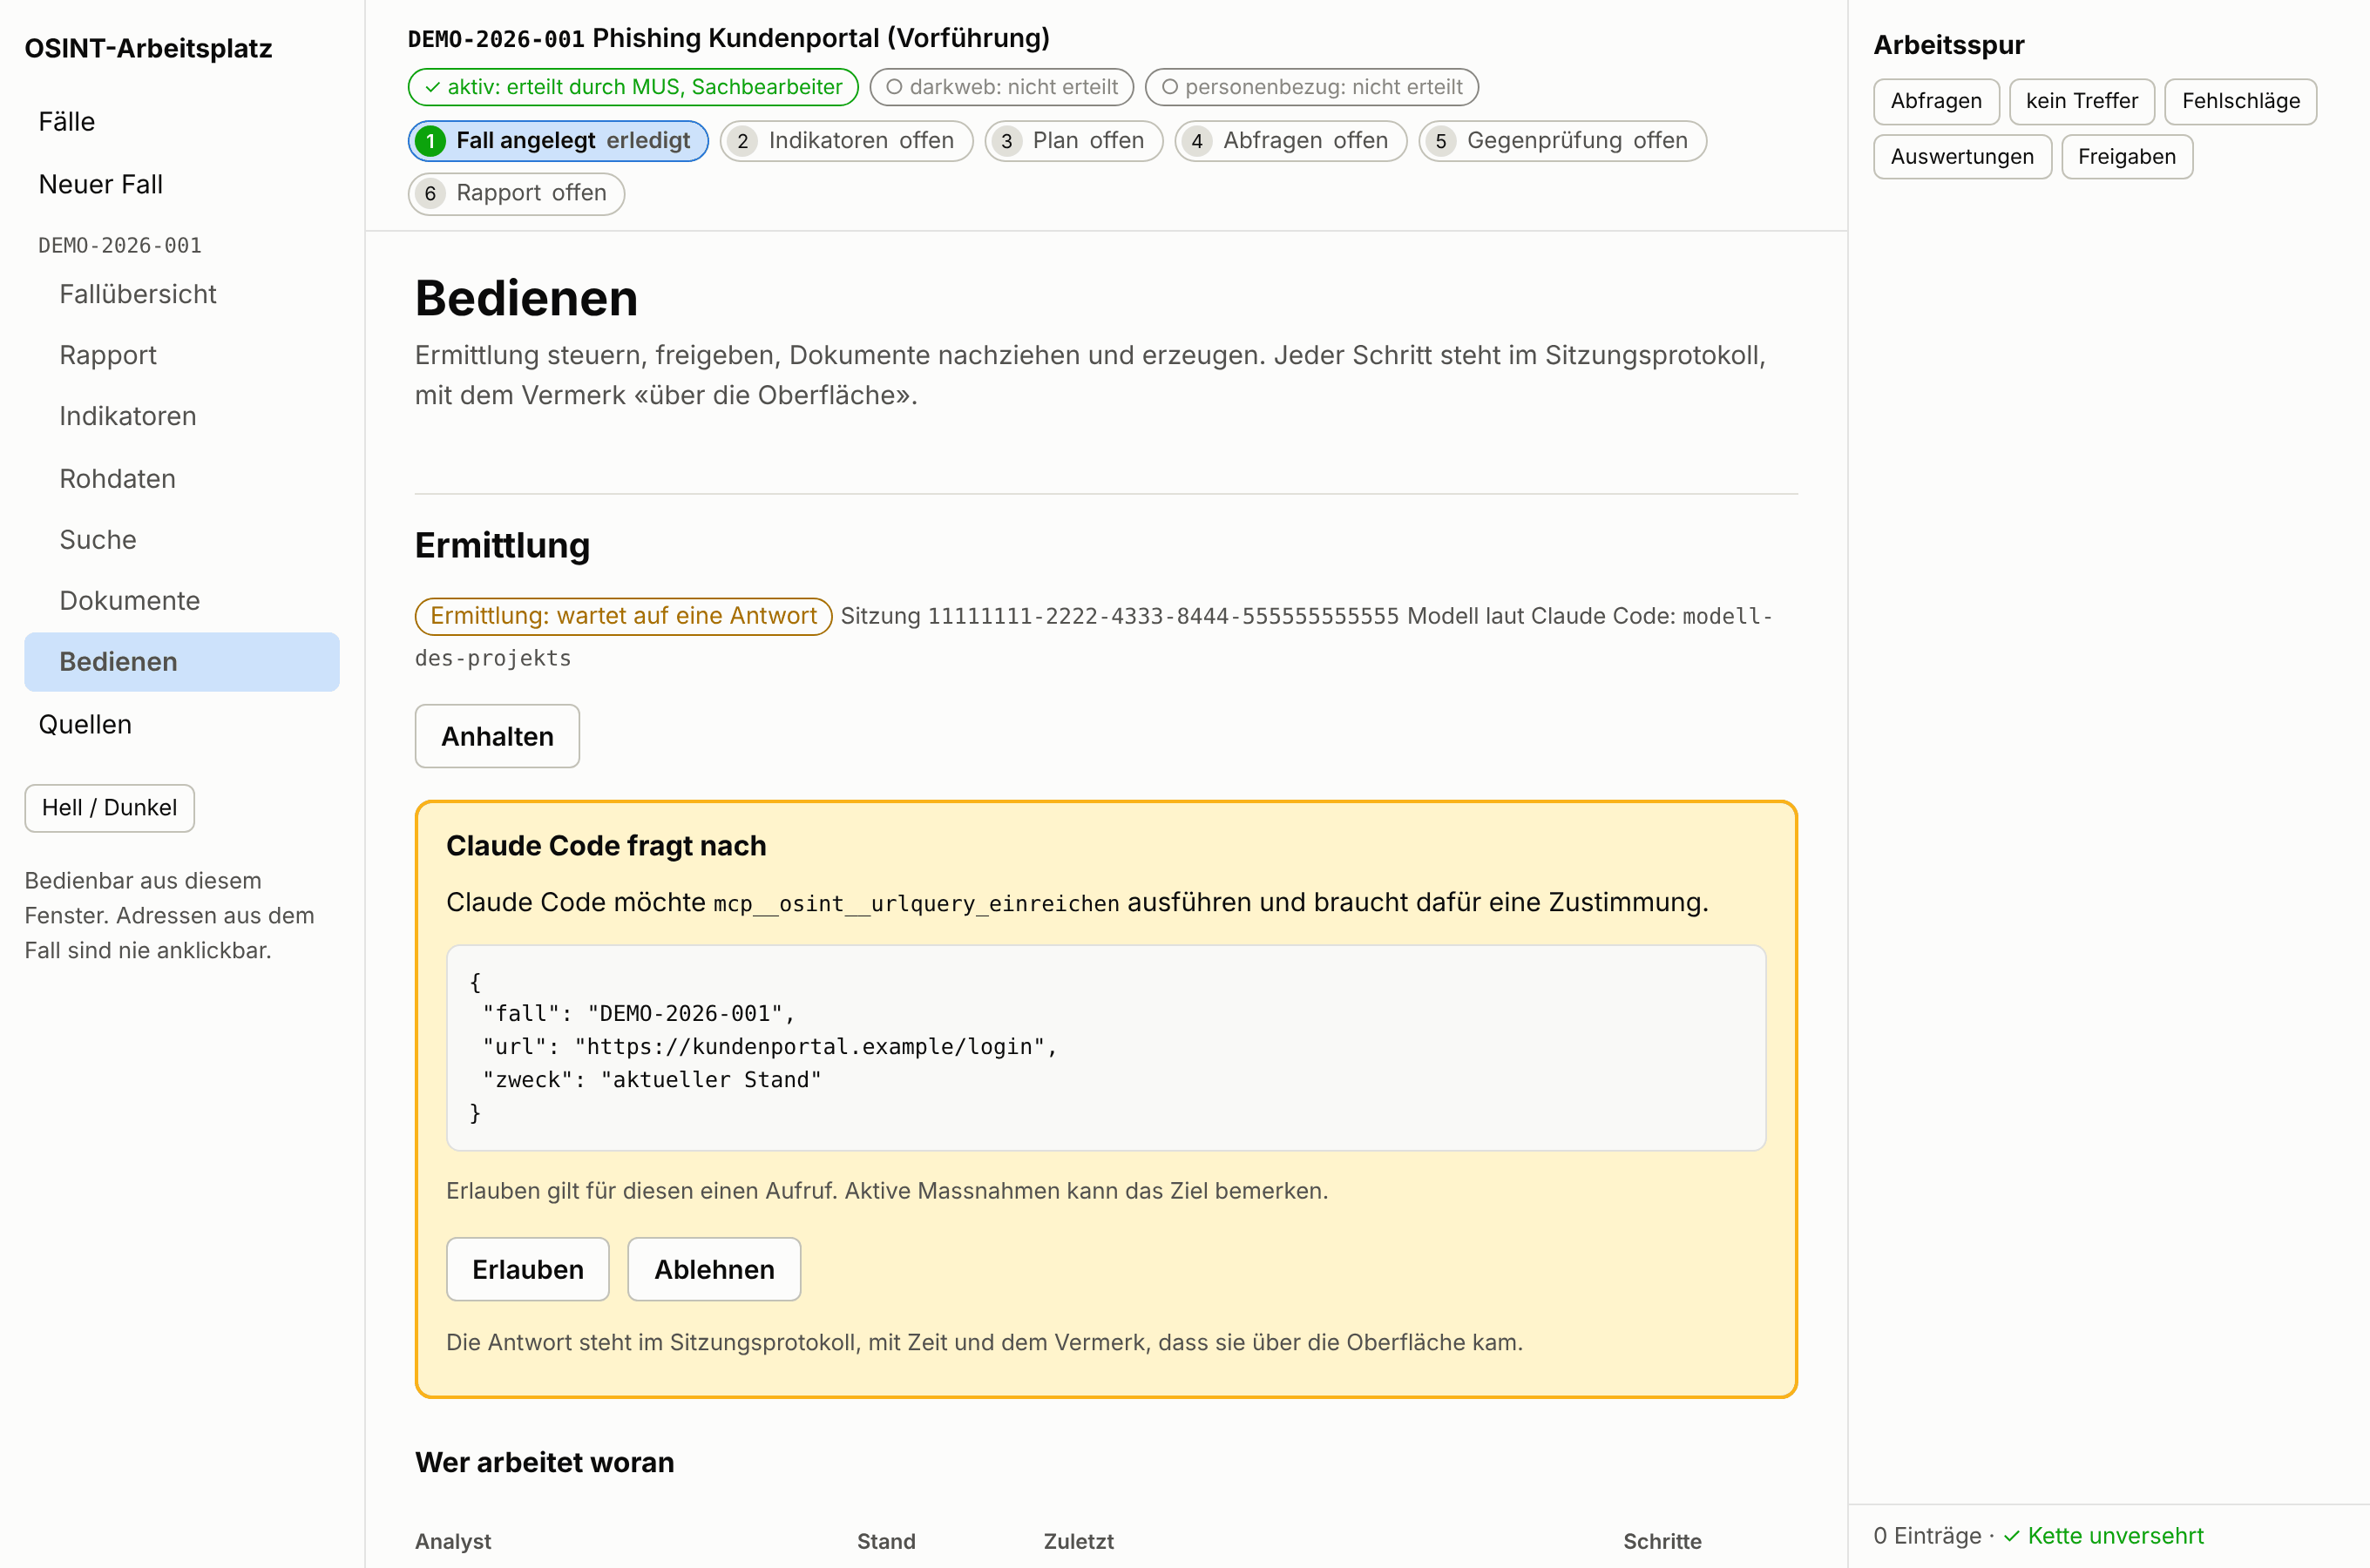 OSINT-Arbeitsplatz
Fälle
Neuer Fall
DEMO-2026-001
Fallübersicht
Rapport
Indikatoren
Rohdaten
Suche
Dokumente
Bedienen
Quellen
Hell / Dunkel
Bedienbar aus diesem
Fenster. Adressen aus dem
Fall sind nie anklickbar.
DEMO-2026-001 Phishing Kundenportal (Vorführung)
✓ aktiv: erteilt durch MUS, Sachbearbeiter
○ darkweb: nicht erteilt
○ personenbezug: nicht erteilt
1 Fall angelegt erledigt
2 Indikatoren offen
3 Plan offen
4 Abfragen offen
5 Gegenprüfung offen
6 Rapport offen
Bedienen
Ermittlung steuern, freigeben, Dokumente nachziehen und erzeugen. Jeder Schritt steht im Sitzungsprotokoll,
mit dem Vermerk «über die Oberfläche».
Ermittlung
Ermittlung: wartet auf eine Antwort Sitzung 11111111-2222-4333-8444-555555555555 Modell laut Claude Code: modell-
des-projekts
Anhalten
Claude Code fragt nach
Claude Code möchte mcp__osint__urlquery_einreichen ausführen und braucht dafür eine Zustimmung.
{
"fall": "DEMO-2026-001",
"url": "https://kundenportal.example/login",
"zweck": "aktueller Stand"
}
Erlauben gilt für diesen einen Aufruf. Aktive Massnahmen kann das Ziel bemerken.
Erlauben
Ablehnen
Die Antwort steht im Sitzungsprotokoll, mit Zeit und dem Vermerk, dass sie über die Oberfläche kam.
Wer arbeitet woran
Analyst Stand Zuletzt Schritte
Arbeitsspur
Abfragen
kein Treffer
Fehlschläge
Auswertungen
Freigaben
0 Einträge · ✓ Kette unversehrt